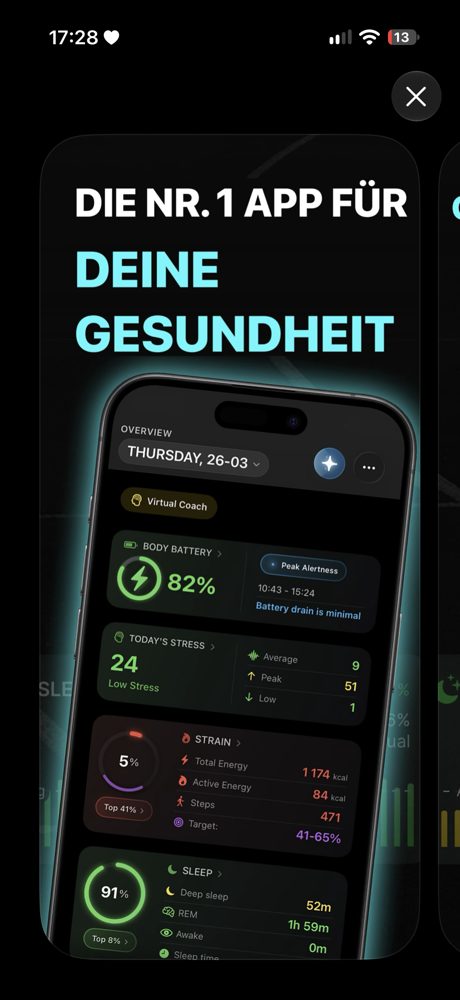 17:28
13
DIE NR. 1 APP FÜR
DEINE
GESUNDHEIT
OVERVIEW
THURSDAY, 26-03
Virtual Coach
BODY BATTERY
82%
Peak Alertness
10:43 - 15:24
Battery drain is minimal
TODAY'S STRESS
24
Low Stress
Average 9
Peak 51
Low 1
STRAIN
5%
Top 41%
Total Energy 1 174 kcal
Active Energy 84 kcal
Steps 471
Target: 41-65%
SLEEP
91%
Top 8%
Deep sleep 52m
REM 1h 59m
Awake 0m
Sleep time